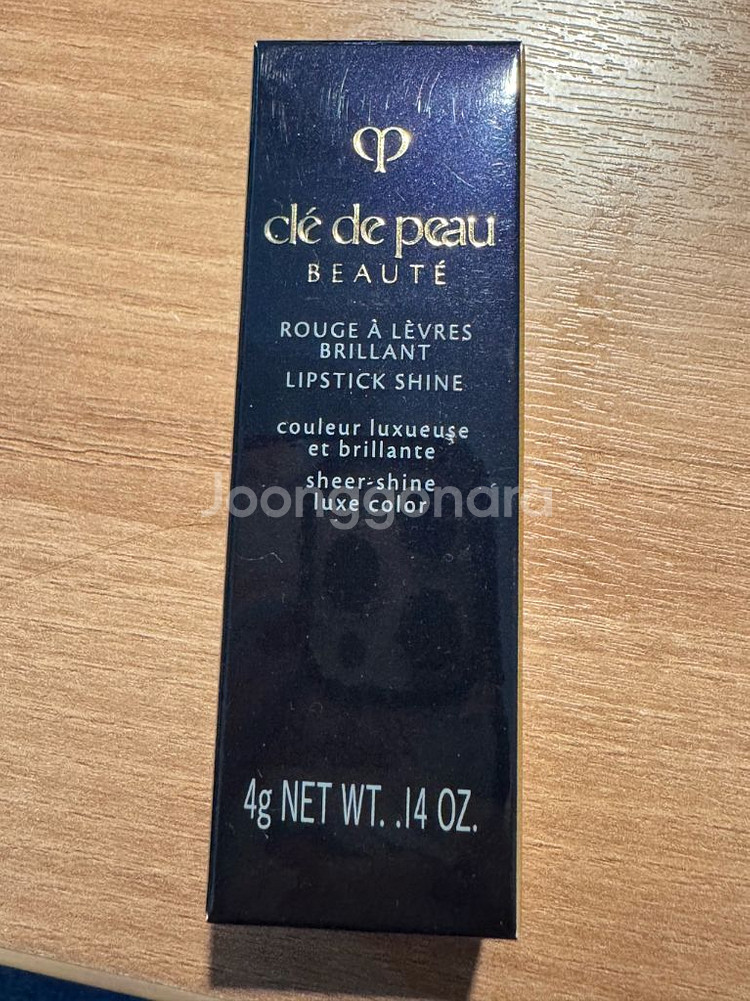 clé de peau
BEAUTÉ
ROUGE À LÈVRES
BRILLANT
LIPSTICK SHINE
couleur luxueuse
et brillante
sheer-shine
luxe color
Joonggonara
4g NET WT. .14 OZ.